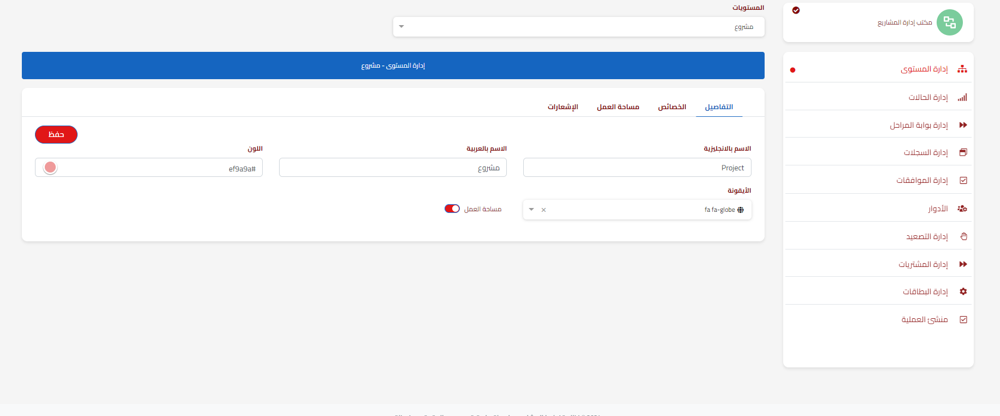 مكتب إدارة المشاريع
إدارة المستوى
إدارة الحالات
إدارة بوابة المراحل
إدارة السجلات
إدارة الموافقات
الأدوار
إدارة التصعيد
إدارة المشتريات
إدارة البطاقات
منشئ العملية
المستويات
مشروع
إدارة المستوى - مشروع
التفاصيل الخصائص مساحة العمل الإشعارات
حفظ
الاسم بالانجليزية الاسم بالعربية اللون
Project مشروع #ef9a9a
الأيقونة
fa fa-globe
مساحة العمل